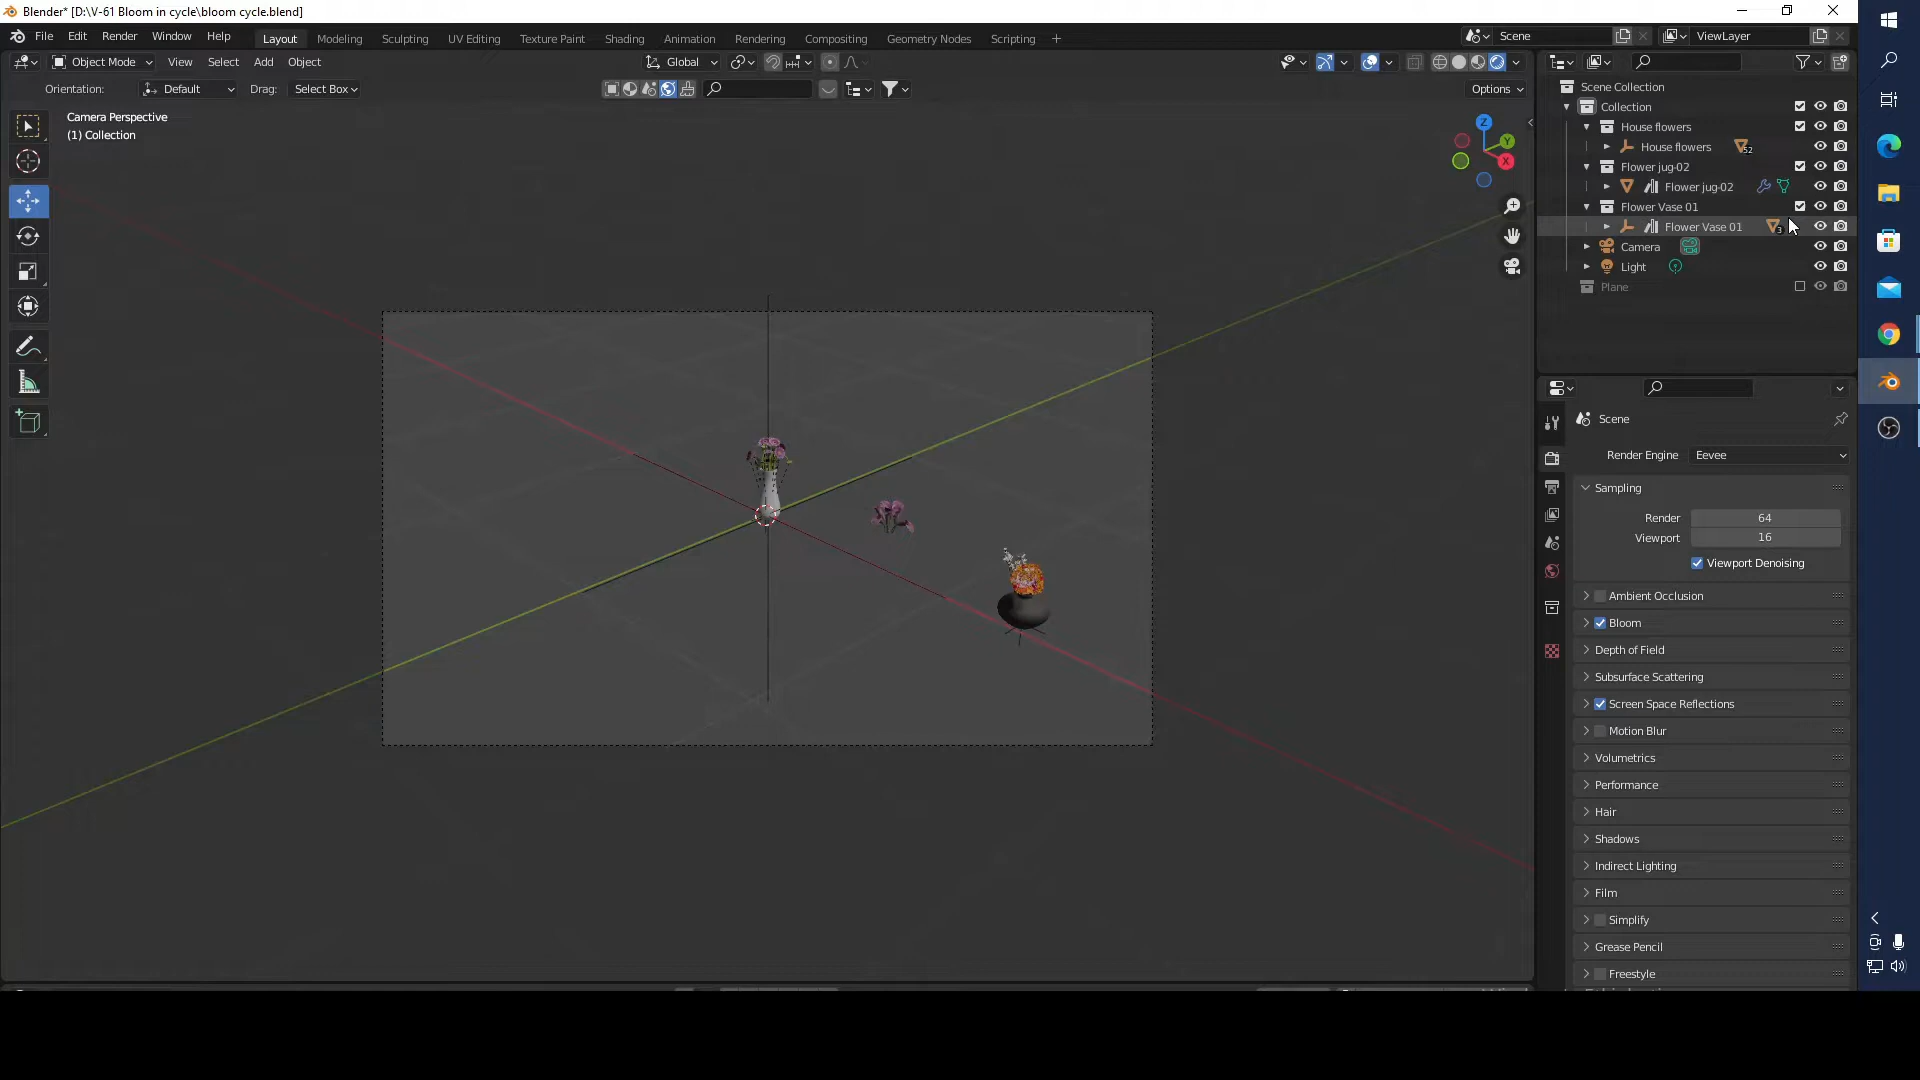 Blender* [D:\V-61 Bloom in cycle\bloom cycle.blend]
File Edit Render Window Help Layout Modeling Sculpting UV Editing Texture Paint Shading Animation Rendering Compositing Geometry Nodes Scripting + Scene ViewLayer
Object Mode View Select Add Object Global
Orientation: Default Drag: Select Box Options
Camera Perspective
(1) Collection
Z
Y
X
Scene Collection
Collection
House flowers
House flowers 52
Flower jug-02
Flower jug-02
Flower Vase 01
Flower Vase 01 3
Camera
Light
Plane
Scene
Render Engine Eevee
Sampling
Render 64
Viewport 16
Viewport Denoising
Ambient Occlusion
Bloom
Depth of Field
Subsurface Scattering
Screen Space Reflections
Motion Blur
Volumetrics
Performance
Hair
Shadows
Indirect Lighting
Film
Simplify
Grease Pencil
Freestyle